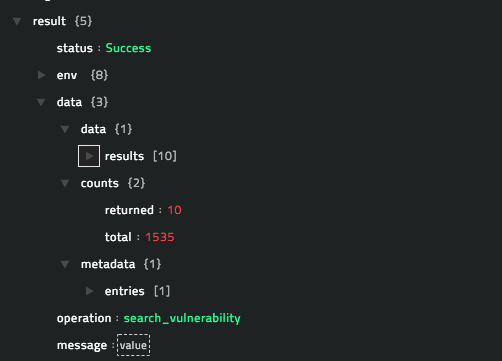 result {5}
status : Success
env {8}
data {3}
data {1}
results [10]
counts {2}
returned : 10
total : 1535
metadata {1}
entries [1]
operation : search_vulnerability
message : value